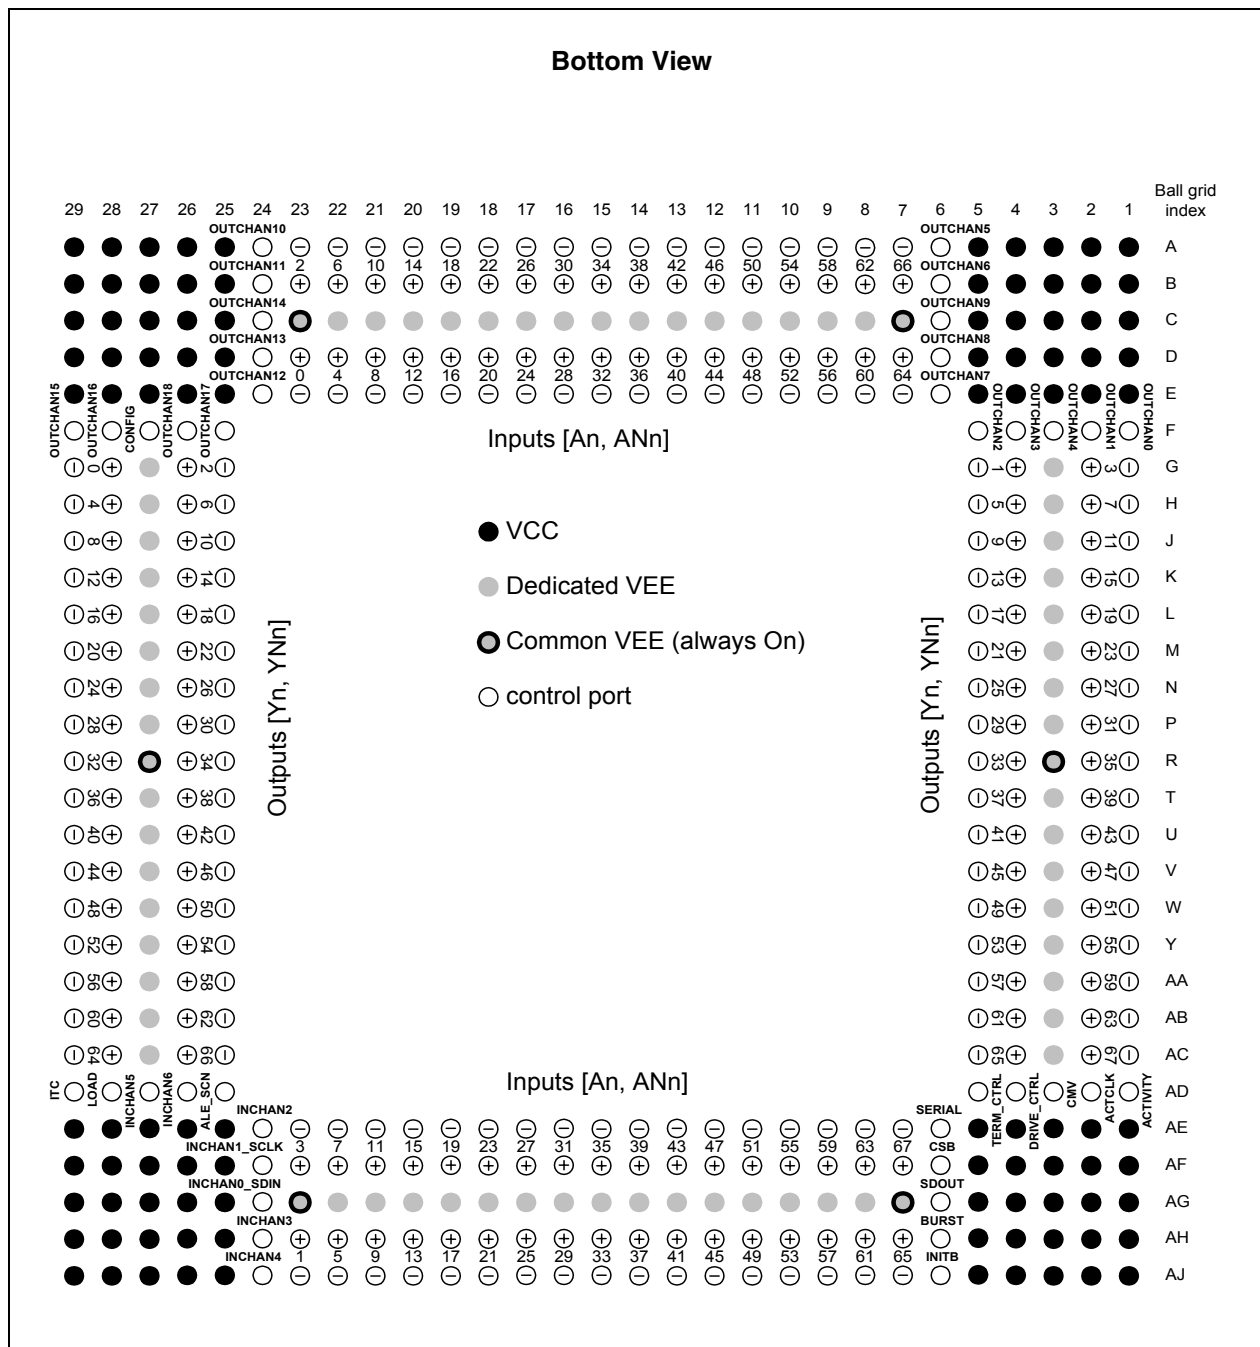 Bottom View
Ball grid
index
29 28 27 26 25 24 23 22 21 20 19 18 17 16 15 14 13 12 11 10 9 8 7 6 5 4 3 2 1
OUTCHAN10 OUTCHAN5 A
OUTCHAN11 2 6 10 14 18 22 26 30 34 38 42 46 50 54 58 62 66 OUTCHAN6 B
OUTCHAN14 OUTCHAN9 C
OUTCHAN13 OUTCHAN8 D
OUTCHAN12 0 4 8 12 16 20 24 28 32 36 40 44 48 52 56 60 64 OUTCHAN7 E
OUTCHAN15 OUTCHAN16 CONFIG OUTCHAN18 OUTCHAN17 OUTCHAN2 OUTCHAN3 OUTCHAN4 OUTCHAN1 OUTCHAN0 F
Inputs [An, ANn]
0 2 1 3 G
4 6 5 7 H
8 10 9 11 J
12 14 13 15 K
16 18 17 19 L
20 22 21 23 M
24 26 25 27 N
28 30 29 31 P
32 34 33 35 R
36 38 37 39 T
40 42 41 43 U
44 46 45 47 V
48 50 49 51 W
52 54 53 55 Y
56 58 57 59 AA
60 62 61 63 AB
64 66 65 67 AC
VCC
Dedicated VEE
Common VEE (always On)
control port
Outputs [Yn, YNn]
Outputs [Yn, YNn]
Inputs [An, ANn]
ITC LOAD INCHAN5 INCHAN6 ALE_SCN TERM_CTRL DRIVE_CTRL CMV ACTCLK ACTIVITY AD
INCHAN2 SERIAL AE
INCHAN1_SCLK 3 7 11 15 19 23 27 31 35 39 43 47 51 55 59 63 67 CSB AF
INCHAN0_SDIN SDOUT AG
INCHAN3 BURST AH
INCHAN4 1 5 9 13 17 21 25 29 33 37 41 45 49 53 57 61 65 INITB AJ